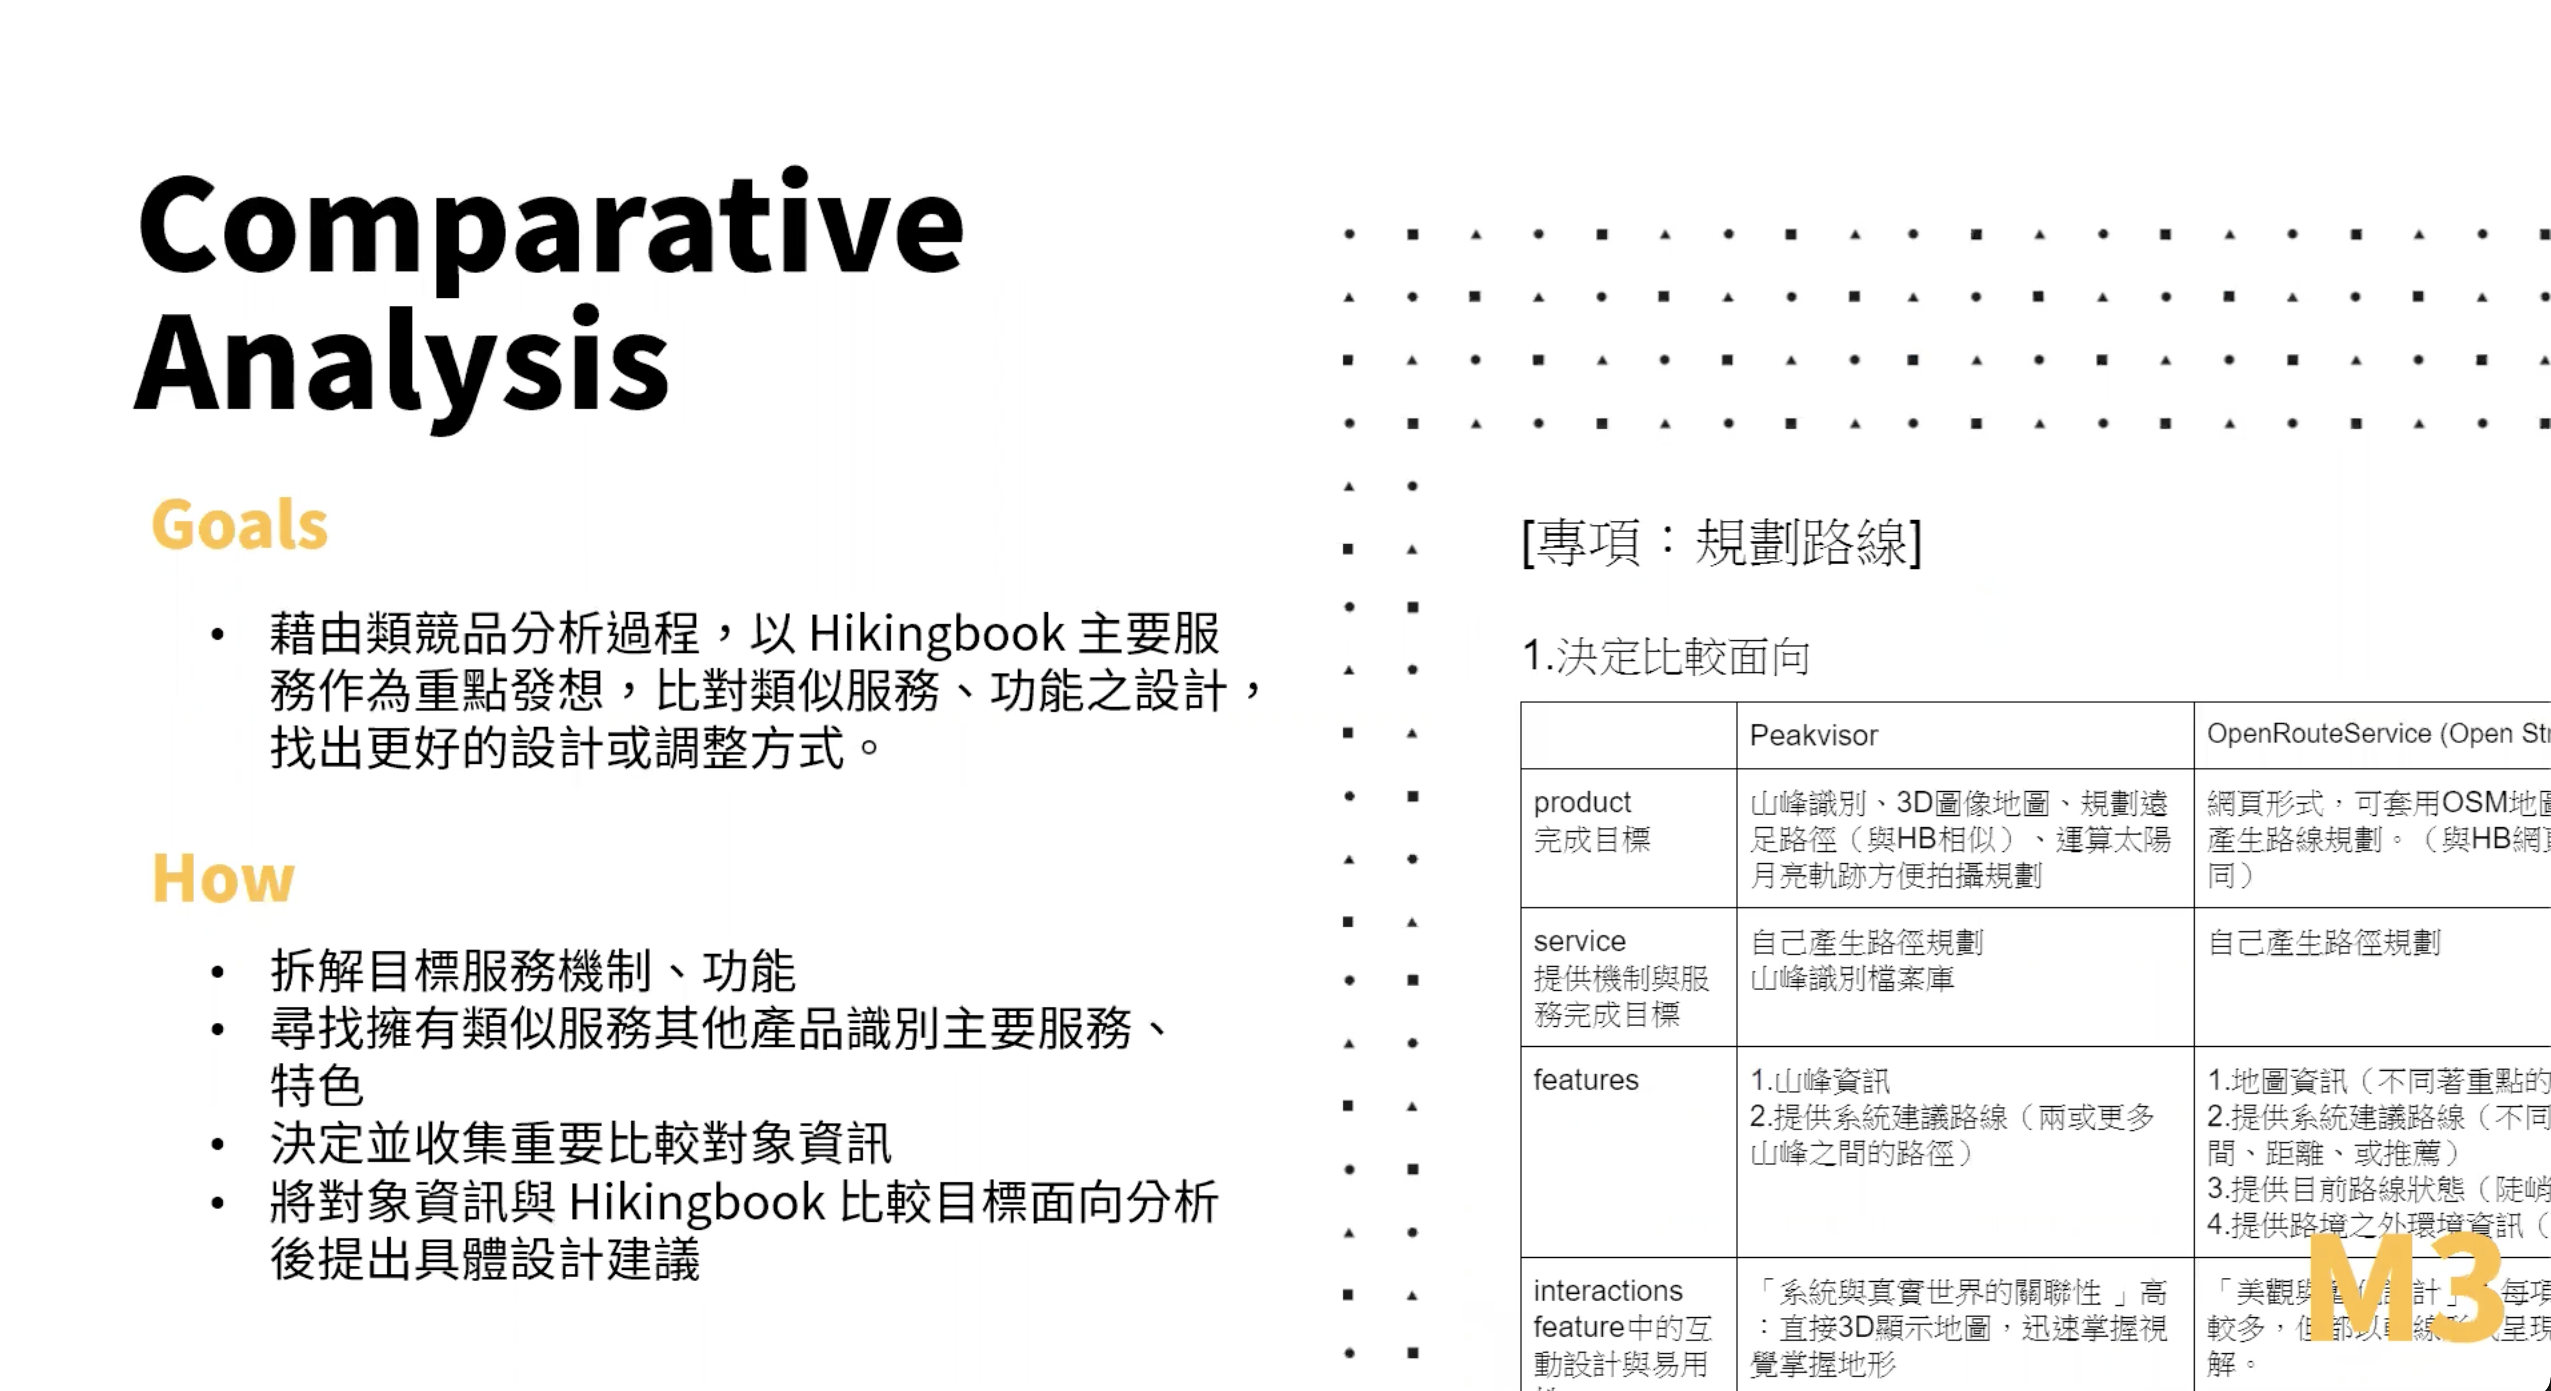 Comparative
Analysis
Goals
• 藉由類競品分析過程，以 Hikingbook 主要服
務作為重點發想，比對類似服務、功能之設計，
找出更好的設計或調整方式。
How
• 拆解目標服務機制、功能
• 尋找擁有類似服務其他產品識別主要服務、
特色
• 決定並收集重要比較對象資訊
• 將對象資訊與 Hikingbook 比較目標面向分析
後提出具體設計建議
[專項：規劃路線]
1.決定比較面向
Peakvisor
OpenRouteService (Open
product
完成目標
山峰識別、3D圖像地圖、規劃遠
足路徑（與HB相似）、運算太陽
月亮軌跡方便拍攝規劃
網頁形式，可套用OSM地圖
產生路線規劃。（與HB網
同）
service
提供機制與服
務完成目標
自己產生路徑規劃
山峰識別檔案庫
自己產生路徑規劃
features
1.山峰資訊
2.提供系統建議路線（兩或更多
山峰之間的路徑）
1.地圖資訊（不同著重點的
2.提供系統建議路線（不同
間、距離、或推薦）
3.提供目前路線狀態（陡峭
4.提供路境之外環境資訊（
interactions
feature中的互
動設計與易用
「系統與真實世界的關聯性 」高
：直接3D顯示地圖，迅速掌握視
覺掌握地形
「美觀與 計」 每項
較多，但都以 線 呈現
解。
M3